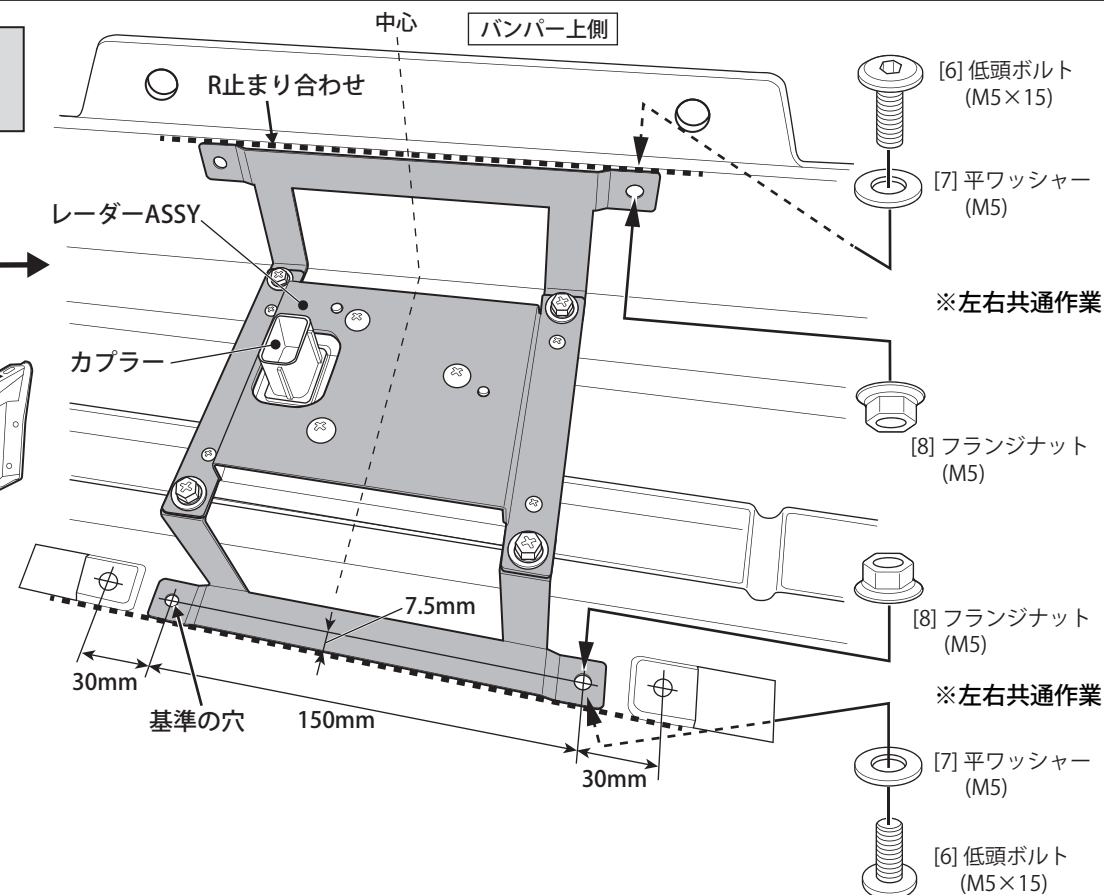 中心
バンパー上側
R止まり合わせ
[6] 低頭ボルト
(M5×15)
[7] 平ワッシャー
(M5)
レーダーASSY
※左右共通作業
カプラー
[8] フランジナット
(M5)
7.5mm
[8] フランジナット
(M5)
30mm
基準の穴
150mm
※左右共通作業
30mm
[7] 平ワッシャー
(M5)
[6] 低頭ボルト
(M5×15)